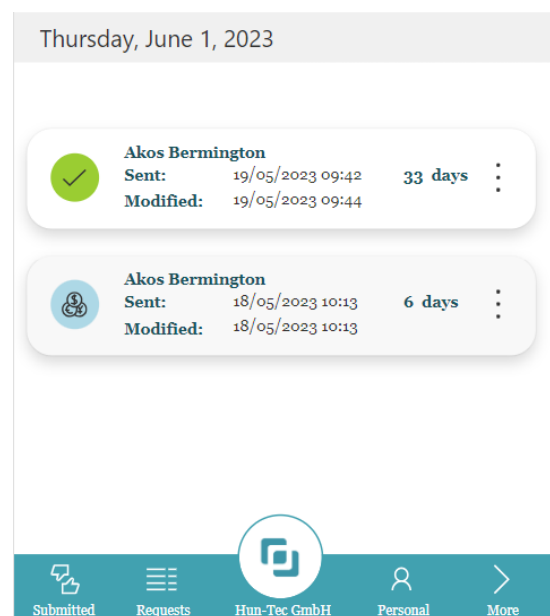 Thursday, June 1, 2023
Akos Bermington
Sent: 19/05/2023 09:42 33 days
Modified: 19/05/2023 09:44
Akos Bermington
Sent: 18/05/2023 10:13 6 days
Modified: 18/05/2023 10:13
Submitted Requests Hun-Tec GmbH Personal More